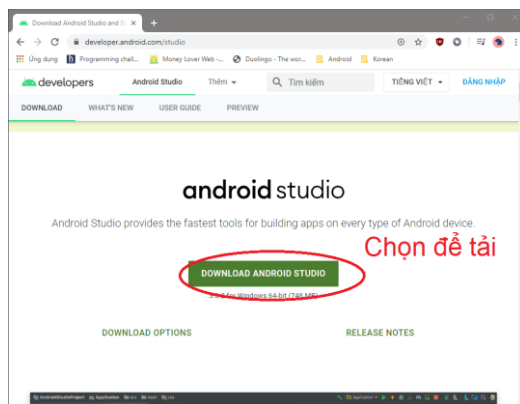 Download Android Studio and S
developer.android.com/studio
Ứng dụng Programming chall... Money Lover Web -... Duolingo - The wor... Android Korean
developers Android Studio Thêm Tìm kiếm TIẾNG VIỆT ĐĂNG NHẬP
DOWNLOAD WHAT'S NEW USER GUIDE PREVIEW
android studio
Android Studio provides the fastest tools for building apps on every type of Android device.
Chọn để tải
DOWNLOAD ANDROID STUDIO
for Windows 64-bit (748 MB)
DOWNLOAD OPTIONS RELEASE NOTES